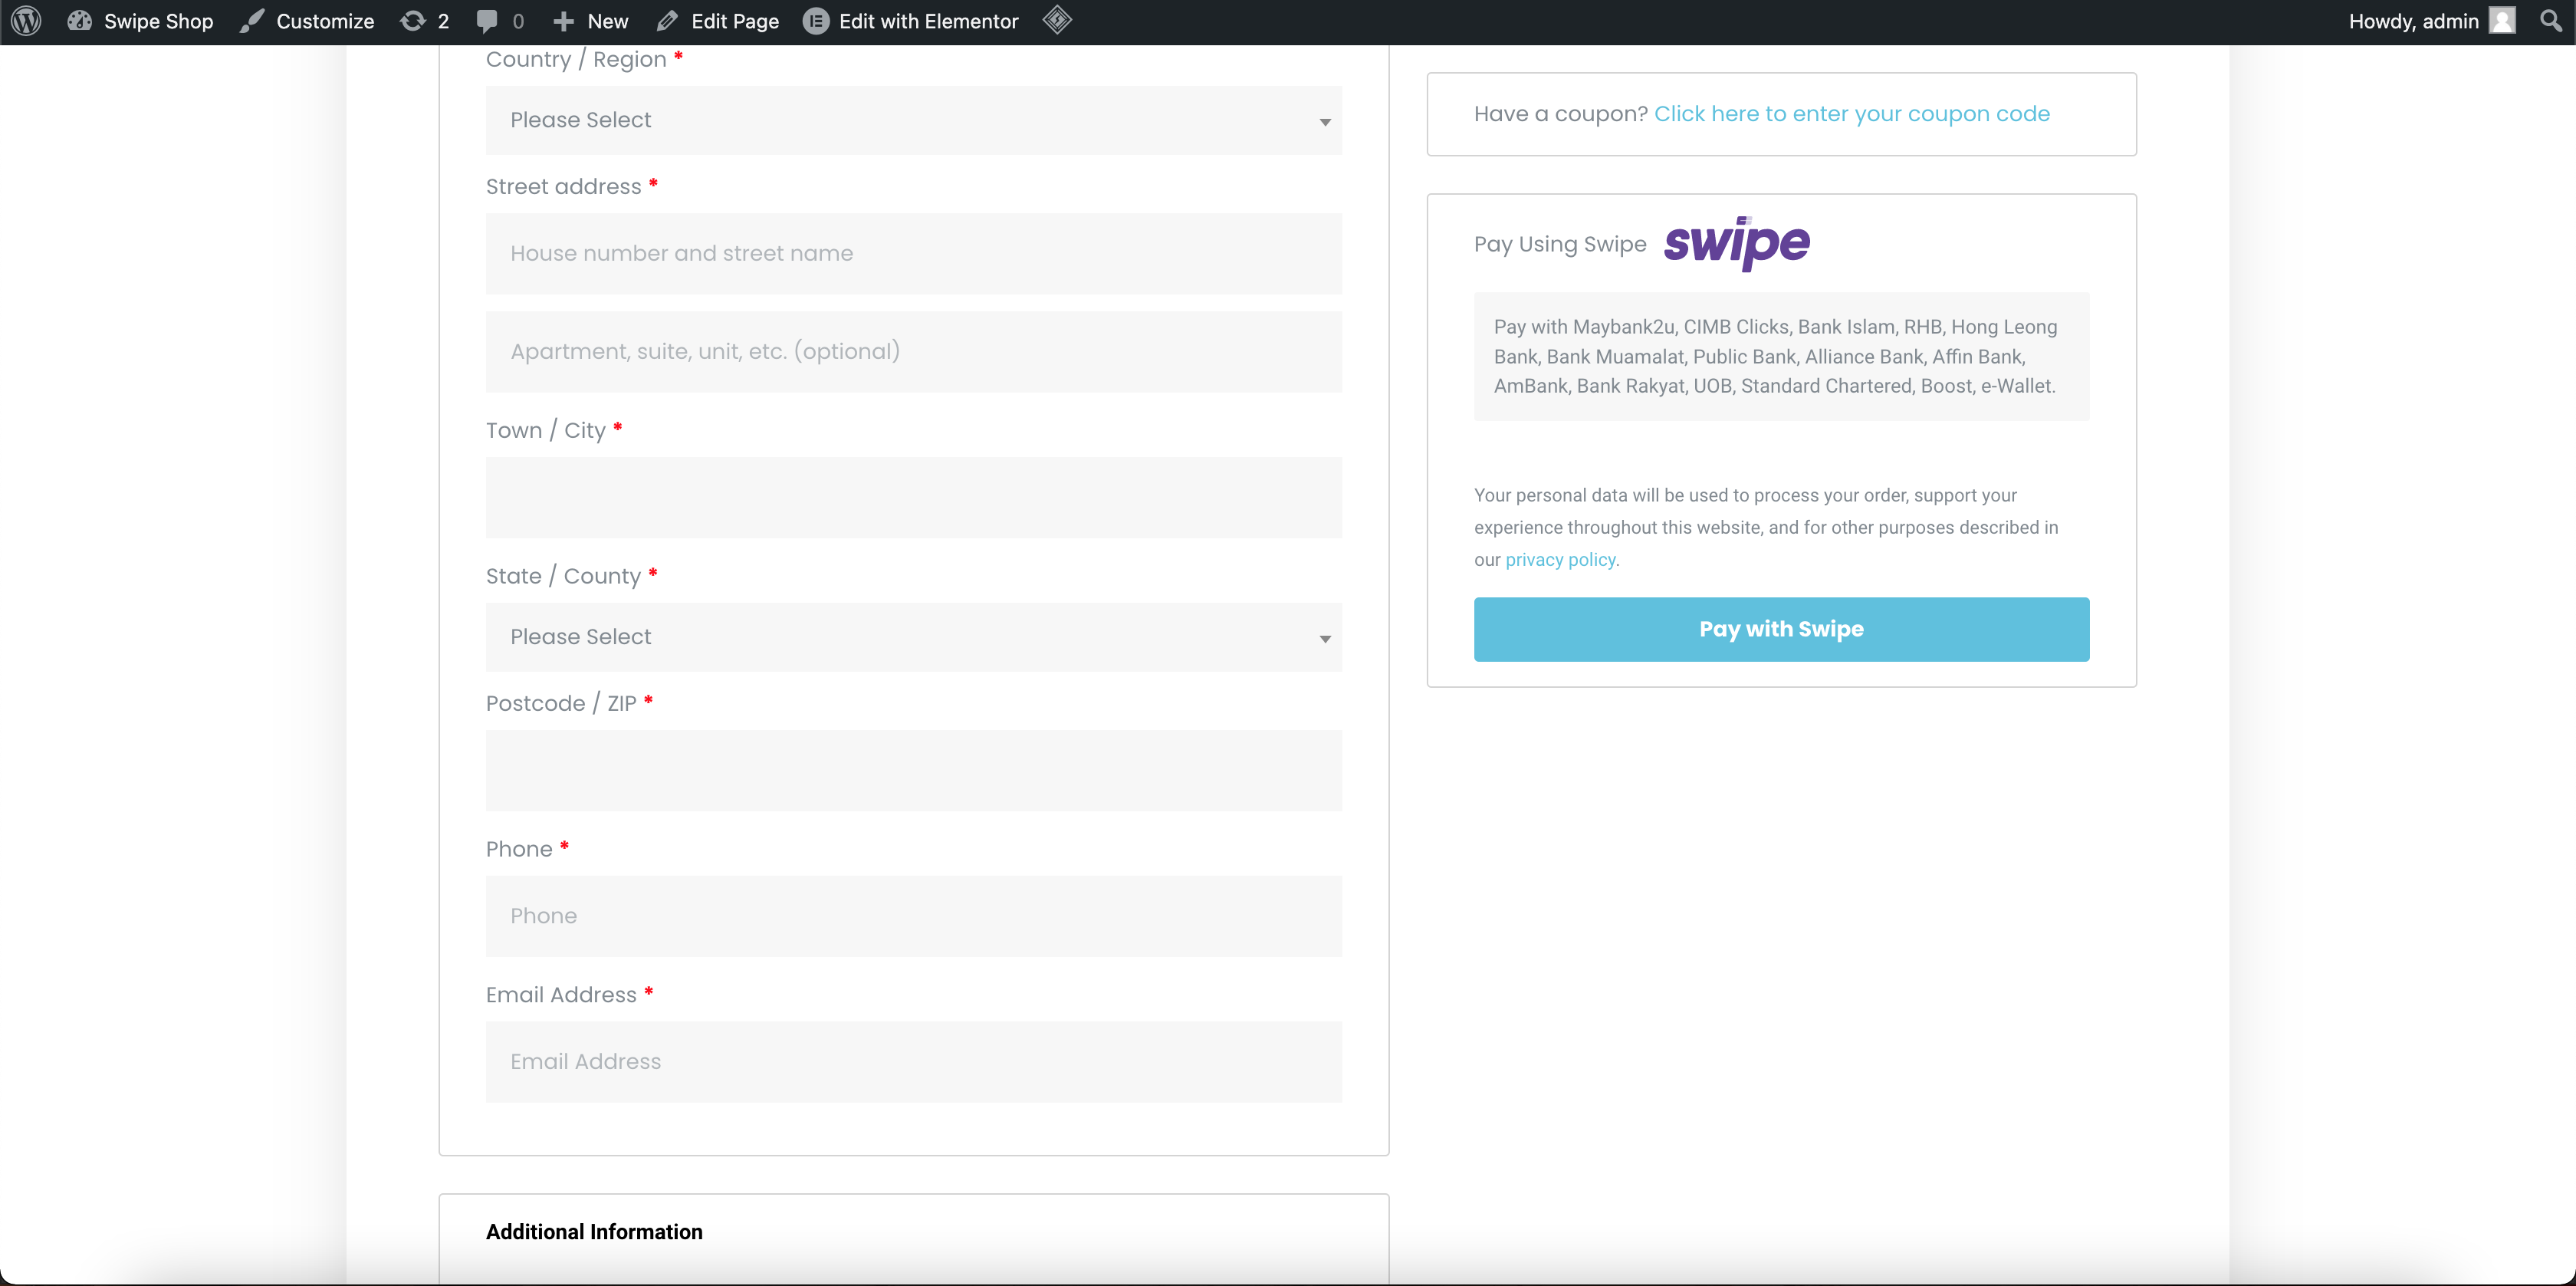 Swipe Shop Customize 2 0 New Edit Page Edit with Elementor Howdy, admin
Country / Region *
Please Select
Street address *
House number and street name
Apartment, suite, unit, etc. (optional)
Town / City *
State / County *
Please Select
Postcode / ZIP *
Phone *
Phone
Email Address *
Email Address
Additional Information
Have a coupon? Click here to enter your coupon code
Pay Using Swipe swipe
Pay with Maybank2u, CIMB Clicks, Bank Islam, RHB, Hong Leong
Bank, Bank Muamalat, Public Bank, Alliance Bank, Affin Bank,
AmBank, Bank Rakyat, UOB, Standard Chartered, Boost, e-Wallet.
Your personal data will be used to process your order, support your
experience throughout this website, and for other purposes described in
our privacy policy.
Pay with Swipe